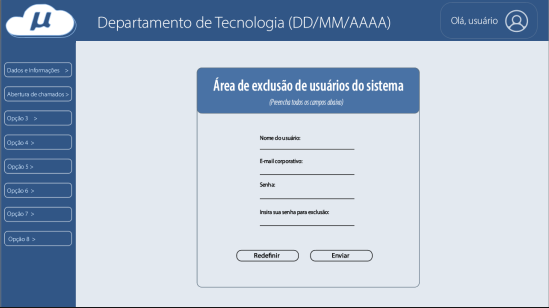 µ
Departamento de Tecnologia (DD/MM/AAAA)
Olá, usuário
Dados e Informações >
Abertura de chamados >
Opção 3 >
Opção 4 >
Opção 5 >
Opção 6 >
Opção 7 >
Opção 8 >
Área de exclusão de usuários do sistema
(Preencha todos os campos abaixo)
Nome do usuário:
E-mail corporativo:
Senha:
Insira sua senha para exclusão:
Redefinir
Enviar